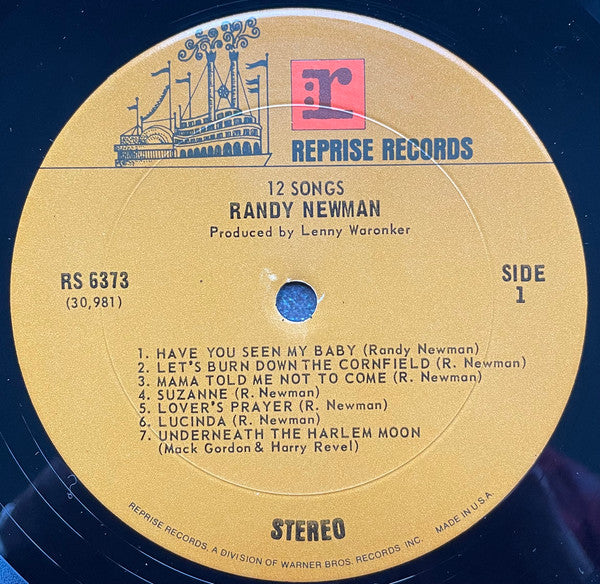 :r
REPRISE RECORDS
12 SONGS
RANDY NEWMAN
Produced by Lenny Waronker
RS 6373
(30,981)
SIDE
1
1. HAVE YOU SEEN MY BABY (Randy Newman)
2. LET'S BURN DOWN THE CORNFIELD (R. Newman)
3. MAMA TOLD ME NOT TO COME (R. Newman)
4. SUZANNE (R. Newman)
5. LOVER'S PRAYER (R. Newman)
6. LUCINDA (R. Newman)
7. UNDERNEATH THE HARLEM MOON
(Mack Gordon & Harry Revel)
STEREO
REPRISE RECORDS, A DIVISION OF WARNER BROS. RECORDS INC. MADE IN U.S.A.